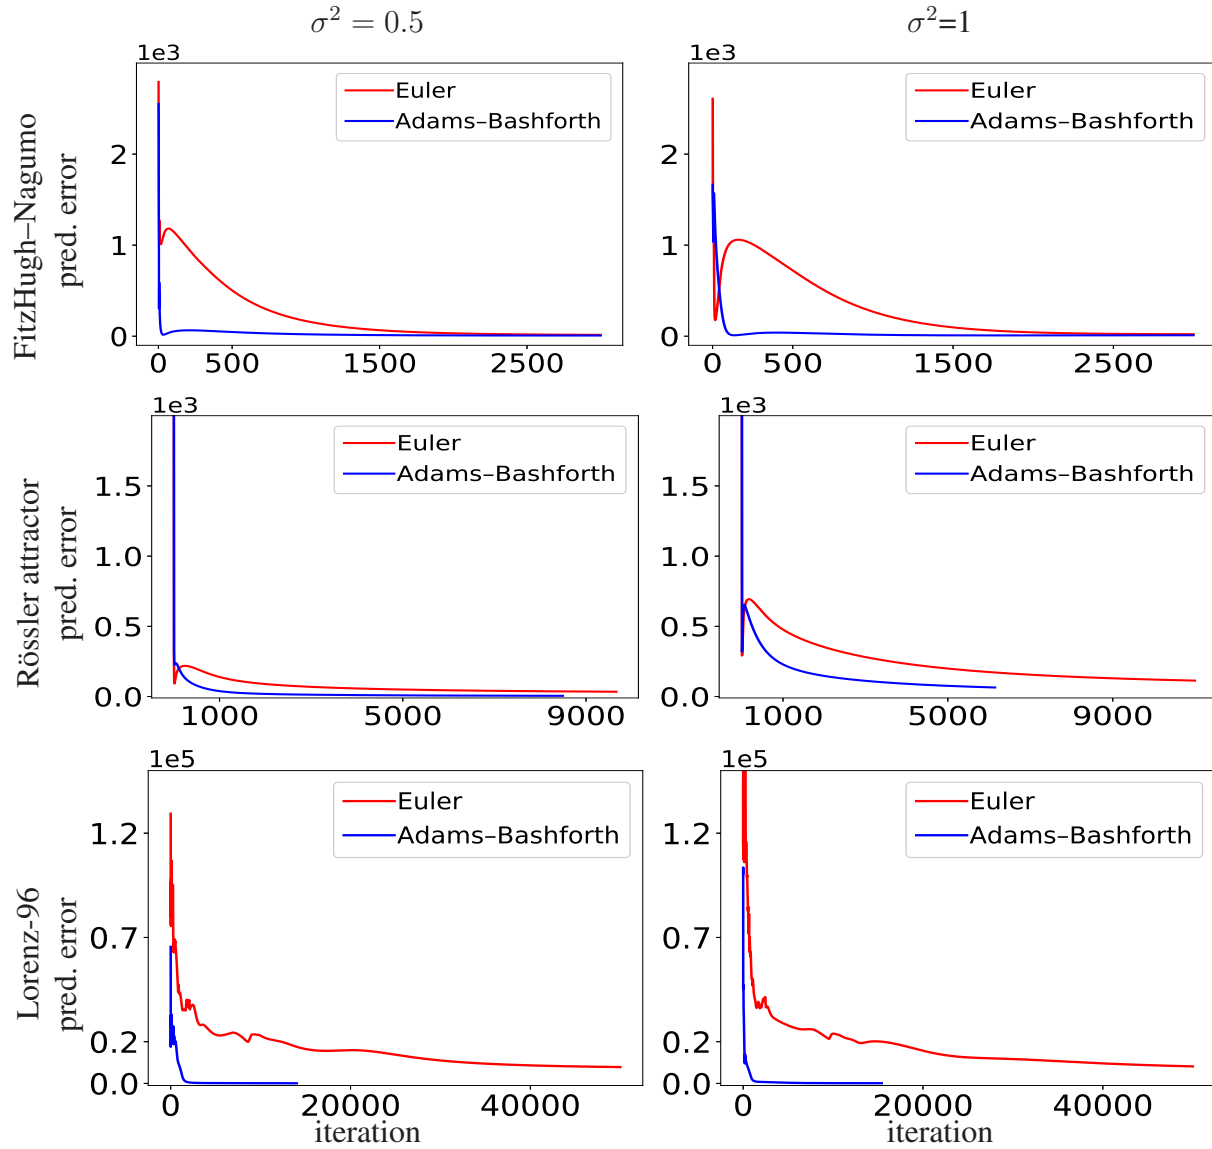 σ² = 0.5
σ²=1
FitzHugh–Nagumo
pred. error
1e3
Euler
Adams–Bashforth
2
1
0
0 500 1500 2500
1e3
Euler
Adams–Bashforth
2
1
0
0 500 1500 2500
Rössler attractor
pred. error
1e3
Euler
Adams–Bashforth
1.5
1.0
0.5
0.0
1000 5000 9000
1e3
Euler
Adams–Bashforth
1.5
1.0
0.5
0.0
1000 5000 9000
Lorenz-96
pred. error
1e5
Euler
Adams–Bashforth
1.2
0.7
0.2
0.0
0 20000 40000
iteration
1e5
Euler
Adams–Bashforth
1.2
0.7
0.2
0.0
0 20000 40000
iteration